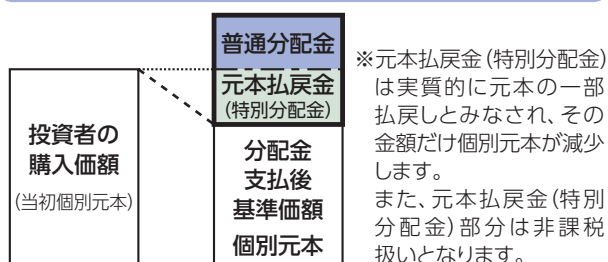 投資者の
購入価額
(当初個別元本)
普通分配金
元本払戻金
(特別分配金)
分配金
支払後
基準価額
個別元本
※元本払戻金(特別分配金)
は実質的に元本の一部
払戻しとみなされ、その
金額だけ個別元本が減少
します。
また、元本払戻金(特別
分配金)部分は非課税
扱いとなります。